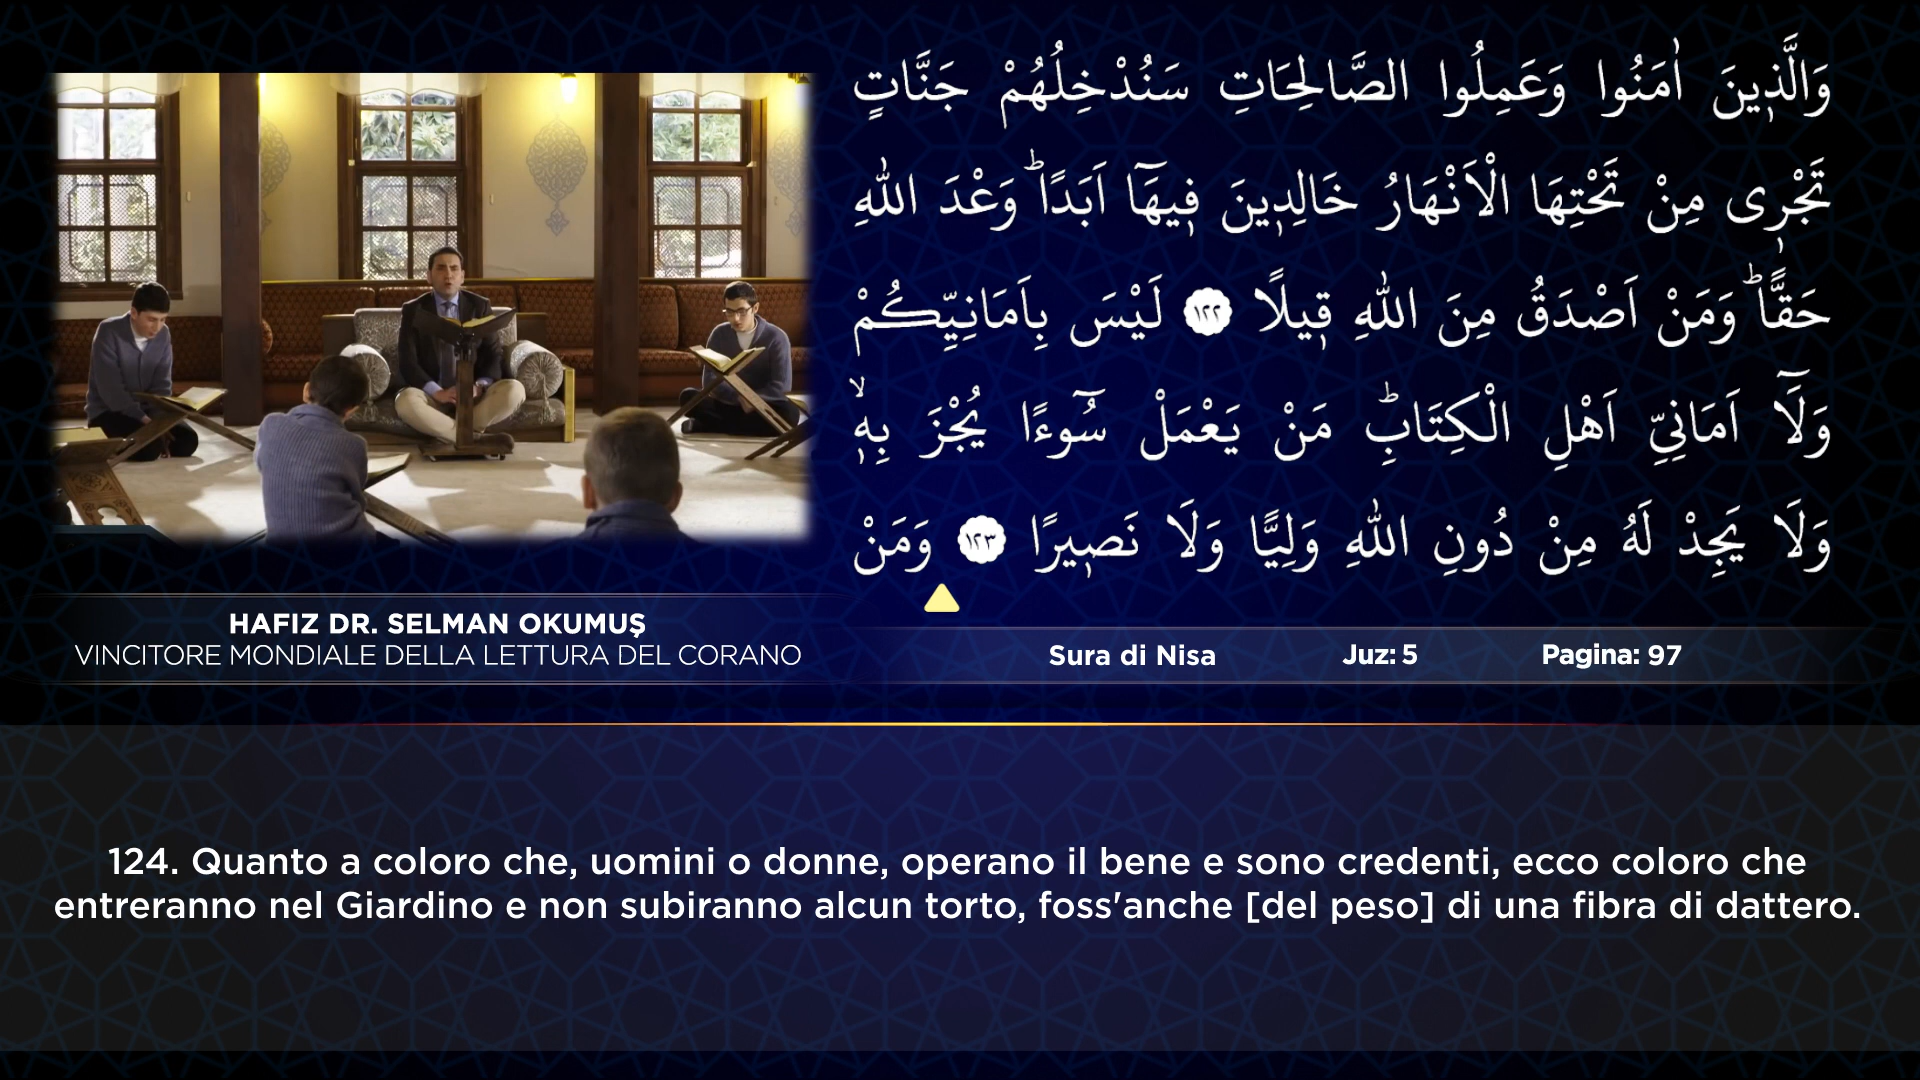 وَالَّذ۪ينَ اٰمَنُوا وَعَمِلُوا الصَّالِحَاتِ سَنُدْخِلُهُمْ جَنَّاتٍ
تَجْر۪ى مِنْ تَحْتِهَا الْاَنْهَارُ خَالِد۪ينَ ف۪يهَٓا اَبَدًاۜ وَعْدَ اللّٰهِ
حَقًّاۜ وَمَنْ اَصْدَقُ مِنَ اللّٰهِ ق۪يلًا ١٢٢ لَيْسَ بِاَمَانِيِّكُمْ
وَلَٓا اَمَانِيِّ اَهْلِ الْكِتَابِۜ مَنْ يَعْمَلْ سُٓوءًا يُجْزَ بِه۪ۙ
وَلَا يَجِدْ لَهُ مِنْ دُونِ اللّٰهِ وَلِيًّا وَلَا نَص۪يرًا ١٢٣ وَمَنْ
HAFIZ DR. SELMAN OKUMUŞ
VINCITORE MONDIALE DELLA LETTURA DEL CORANO
Sura di Nisa Juz: 5 Pagina: 97
124. Quanto a coloro che, uomini o donne, operano il bene e sono credenti, ecco coloro che
entreranno nel Giardino e non subiranno alcun torto, foss'anche [del peso] di una fibra di dattero.